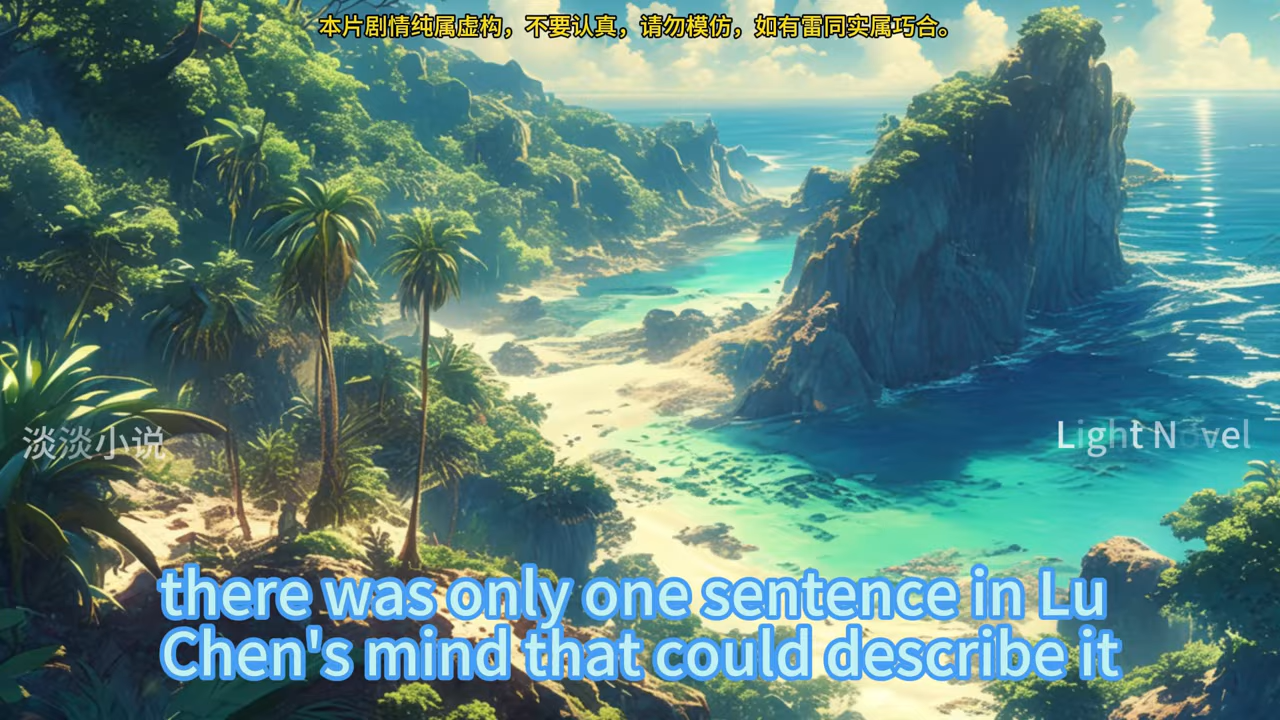 本片剧情纯属虚构，不要认真，请勿模仿，如有雷同实属巧合。
淡淡小说
Light Novel
there was only one sentence in Lu
Chen's mind that could describe it